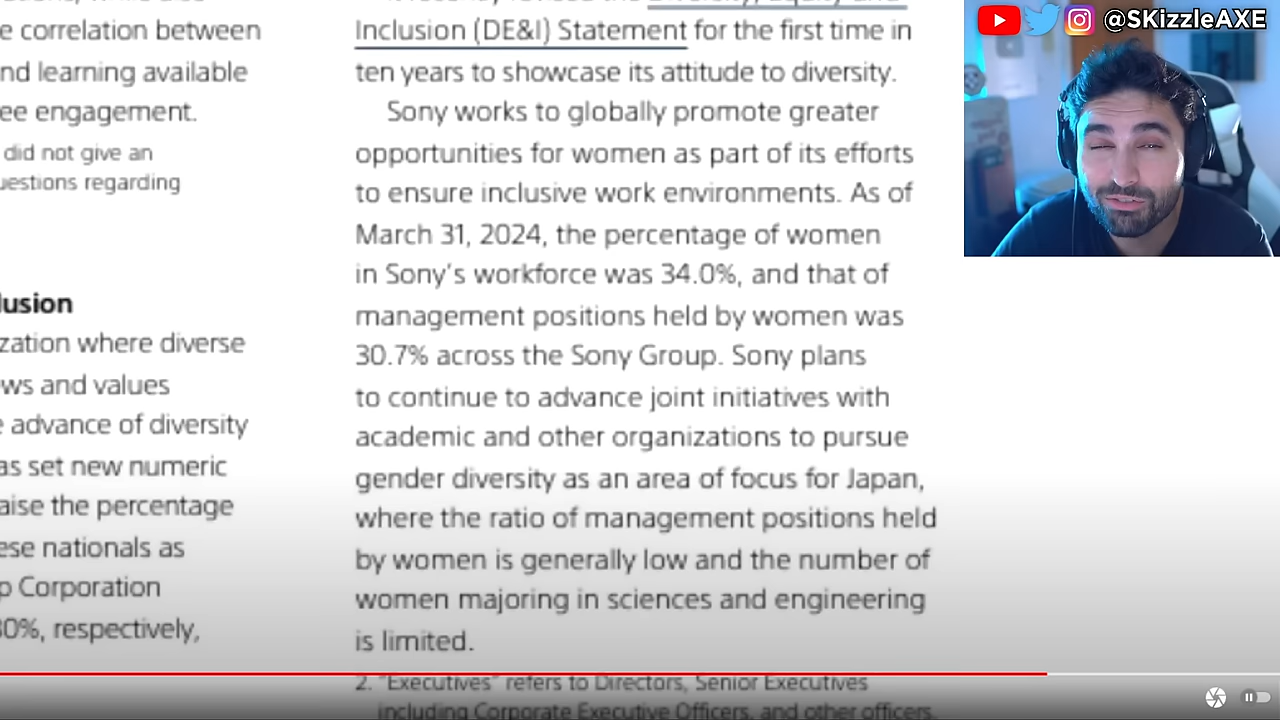 e correlation between
nd learning available
ee engagement.
did not give an
uestions regarding
lusion
zation where diverse
ws and values
e advance of diversity
as set new numeric
aise the percentage
ese nationals as
p Corporation
30%, respectively,
Inclusion (DE&I) Statement for the first time in
ten years to showcase its attitude to diversity.
Sony works to globally promote greater
opportunities for women as part of its efforts
to ensure inclusive work environments. As of
March 31, 2024, the percentage of women
in Sony's workforce was 34.0%, and that of
management positions held by women was
30.7% across the Sony Group. Sony plans
to continue to advance joint initiatives with
academic and other organizations to pursue
gender diversity as an area of focus for Japan,
where the ratio of management positions held
by women is generally low and the number of
women majoring in sciences and engineering
is limited.
2. "Executives" refers to Directors, Senior Executives
including Corporate Executive Officers, and other officers
@SKizzleAXE